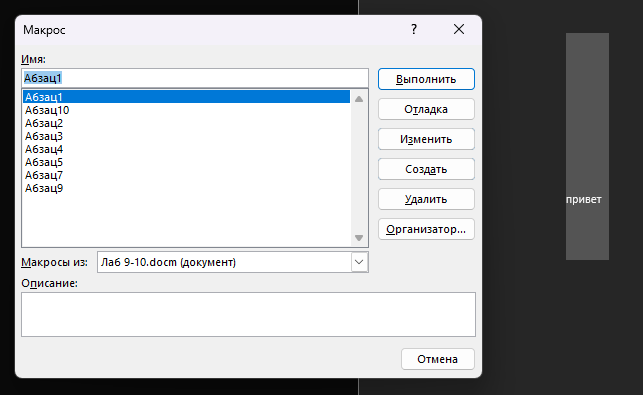 Макрос
?
Имя:
Абзац1
Выполнить
Абзац1
Абзац10
Абзац2
Абзац3
Абзац4
Абзац5
Абзац7
Абзац9
Отладка
Изменить
Создать
Удалить
Организатор...
Макросы из: Лаб 9-10.docm (документ)
Описание:
Отмена
привет